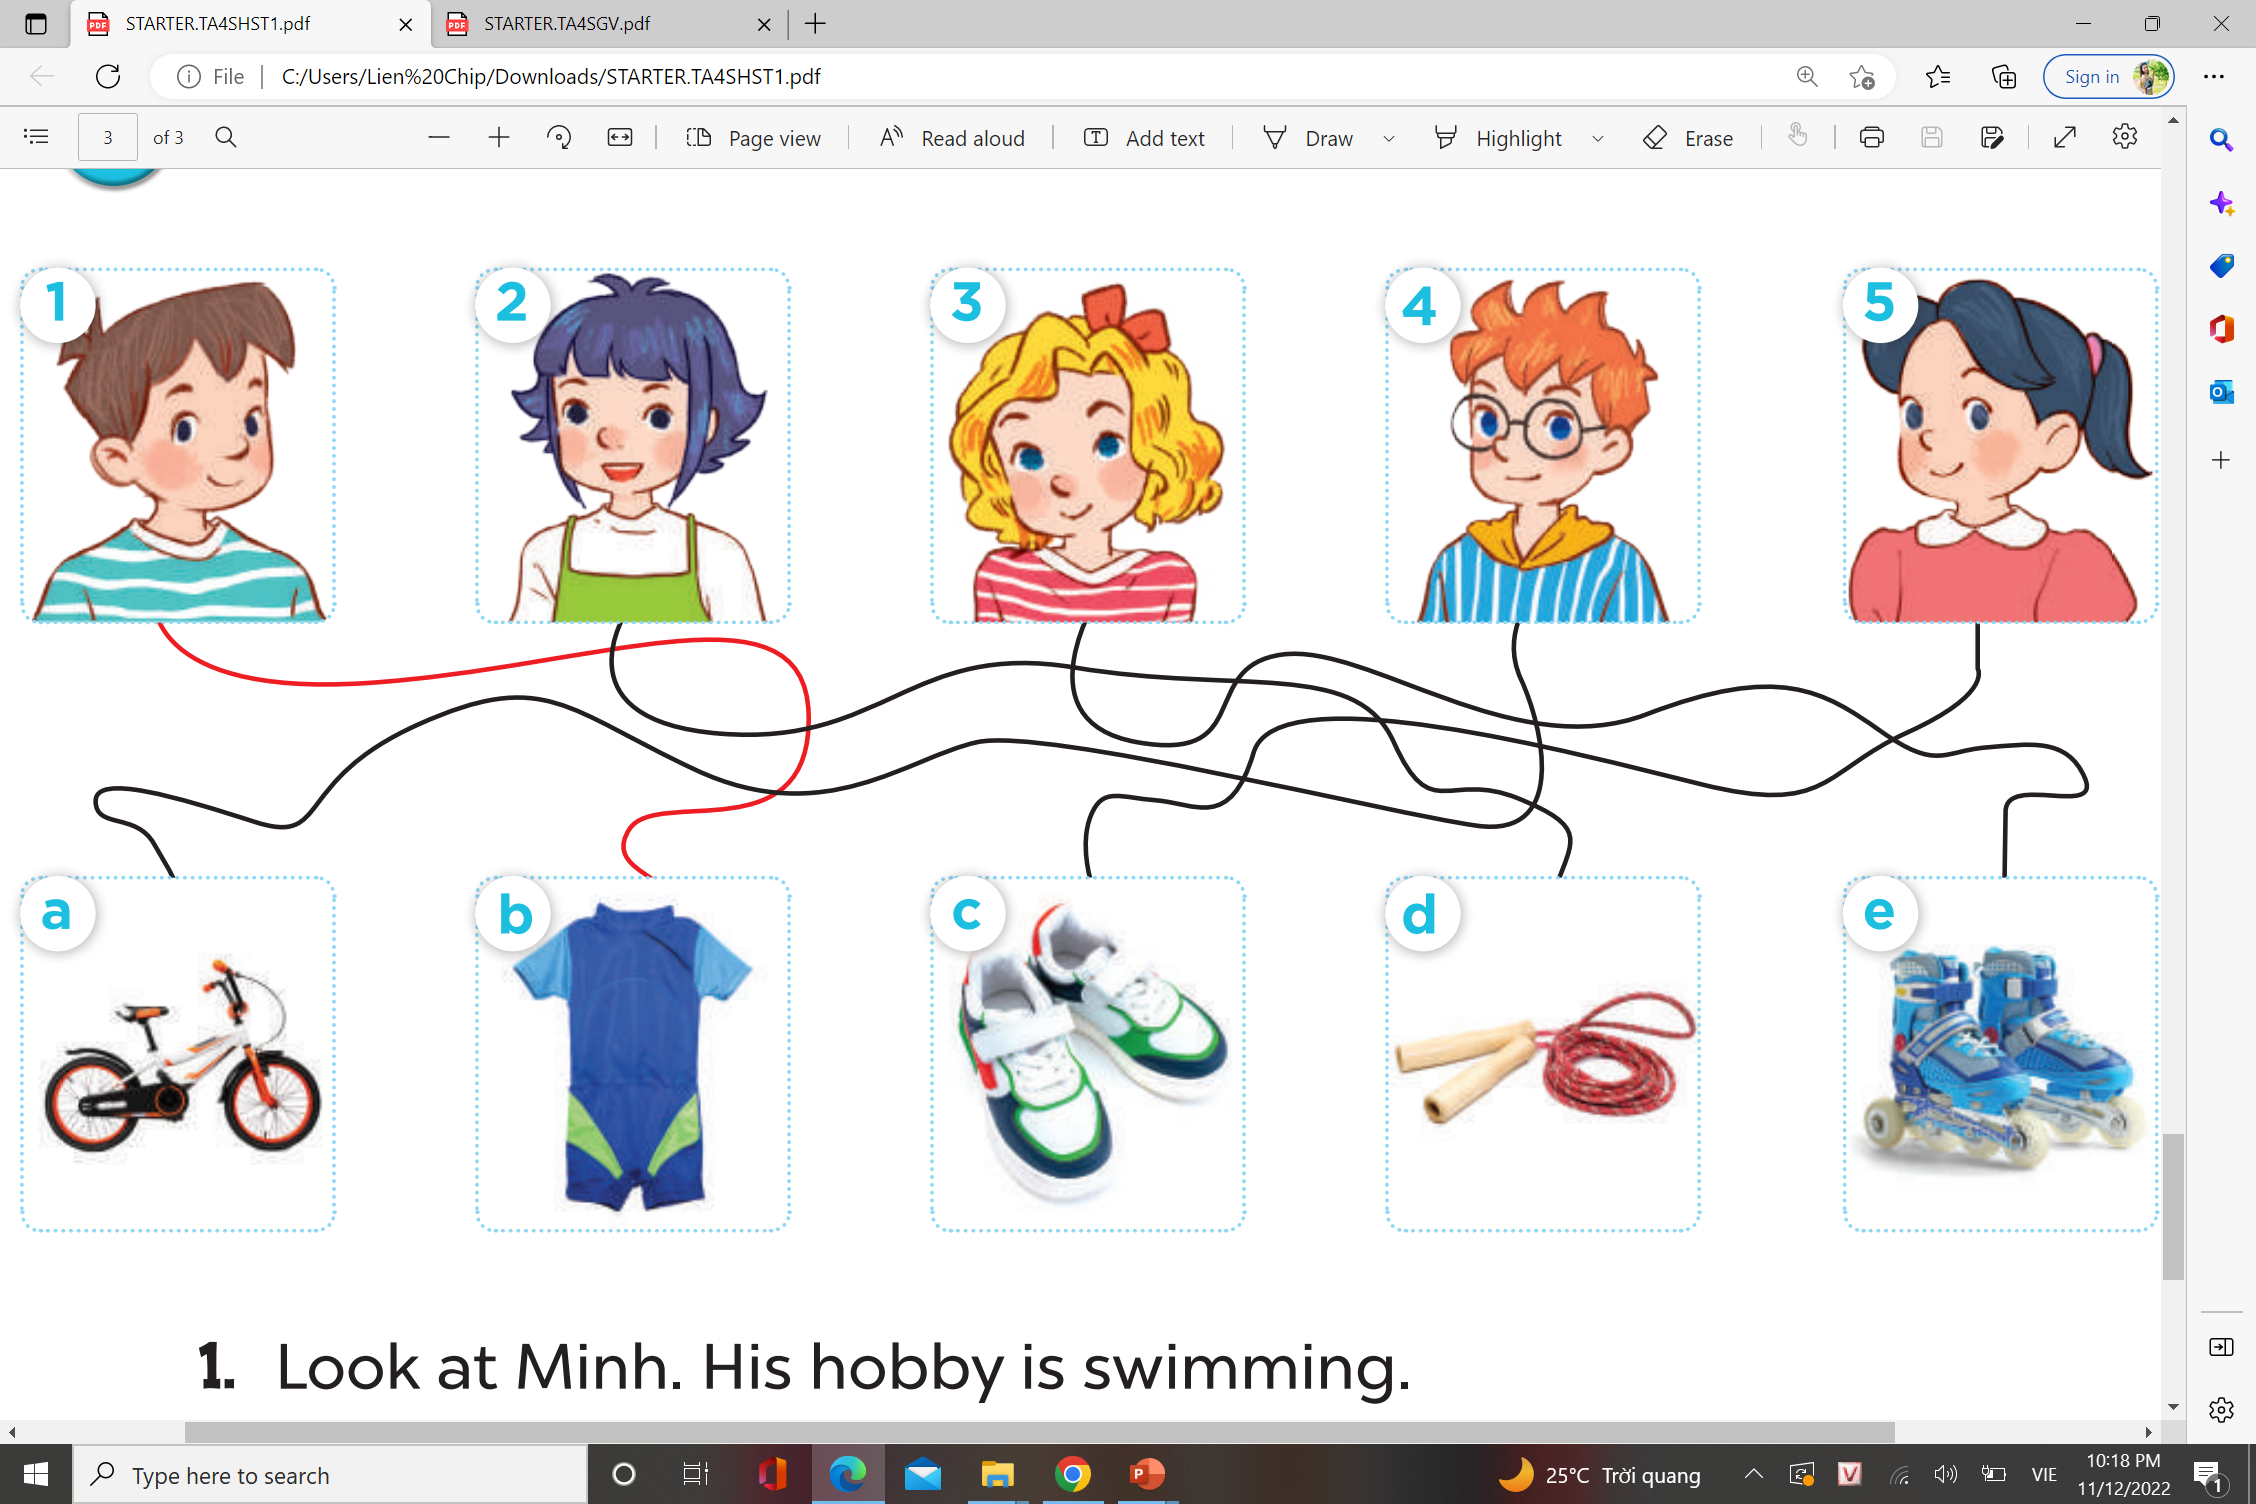 STARTER.TA4SHST1.pdf
STARTER.TA4SGV.pdf
File
C:/Users/Lien%20Chip/Downloads/STARTER.TA4SHST1.pdf
Sign in
3 of 3
Page view
Read aloud
Add text
Draw
Highlight
Erase
1 2 3 4 5
a b c d e
1. Look at Minh. His hobby is swimming.
Type here to search
25°C Trời quang
VIE
10:18 PM
11/12/2022
1